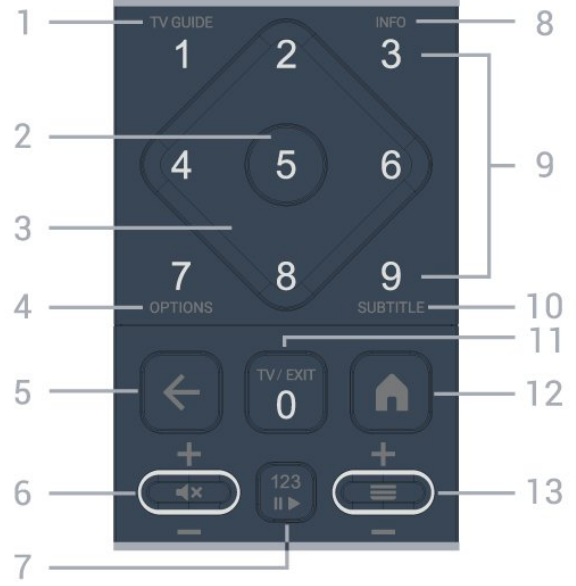 1 TV GUIDE INFO 8
1 2 3
2 9
4 5 6
3
7 8 9
4 OPTIONS SUBTITLE 10
11
5 TV / EXIT 12
0
+ +
6 123 13
- -
7